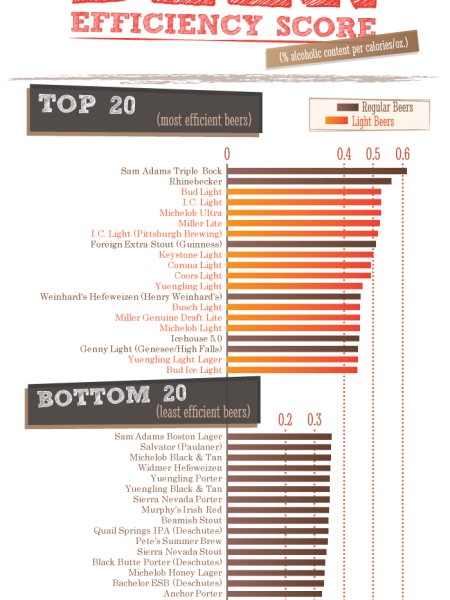 EFFICIENCY SCORE
(% alcoholic content per calories/oz.)
TOP 20
(most efficient beers)
Regular Beers
Light Beers
0 0.4 0.5 0.6
Sam Adams Triple Bock
Rhinebecker
Bud Light
I.C. Light
Michelob Ultra
Miller Lite
I.C. Light (Pittsburgh Brewing)
Foreign Extra Stout (Guinness)
Keystone Light
Corona Light
Coors Light
Yuengling Light
Weinhard's Hefeweizen (Henry Weinhard's)
Busch Light
Miller Genuine Draft Lite
Michelob Light
Icehouse 5.0
Genny Light (Genesee/High Falls)
Yuengling Light Lager
Bud Ice Light
BOTTOM 20
(least efficient beers)
0.2 0.3
Sam Adams Boston Lager
Salvator (Paulaner)
Michelob Black & Tan
Widmer Hefeweizen
Yuengling Porter
Yuengling Black & Tan
Sierra Nevada Porter
Murphy's Irish Red
Beamish Stout
Quail Springs IPA (Deschutes)
Pete's Summer Brew
Sierra Nevada Stout
Black Butte Porter (Deschutes)
Michelob Honey Lager
Bachelor ESB (Deschutes)
Anchor Porter